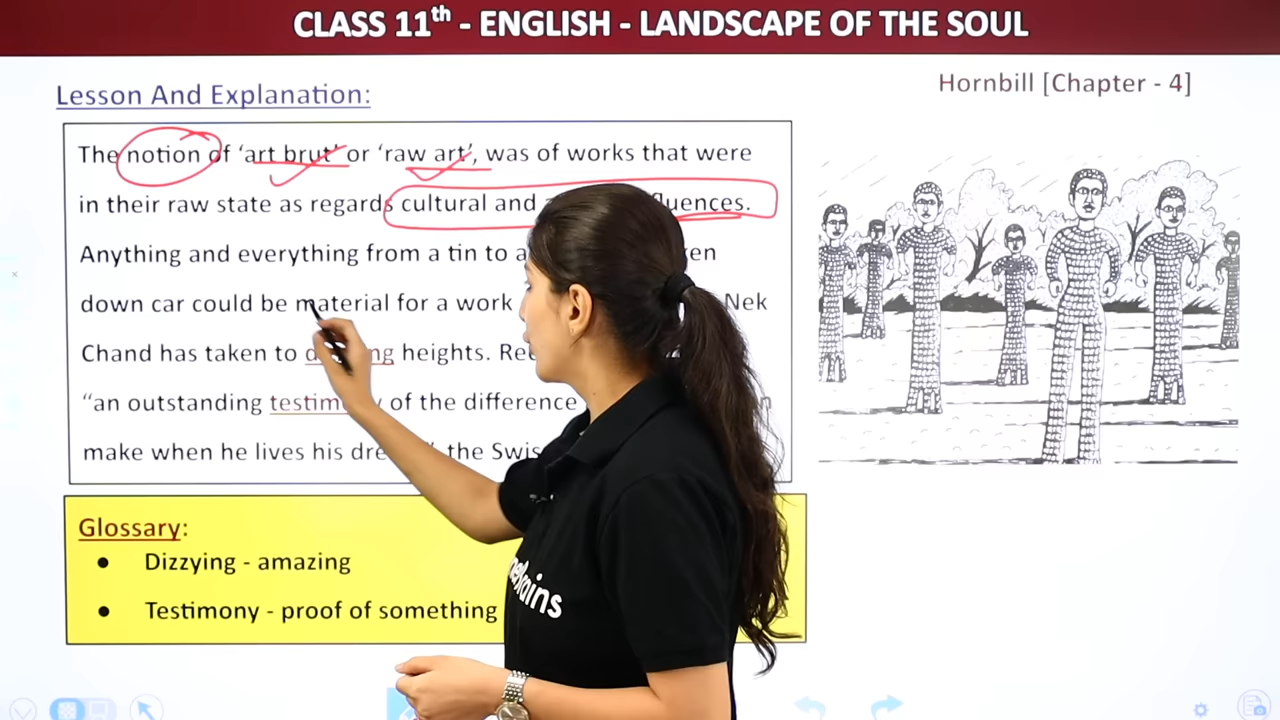 CLASS 11th - ENGLISH - LANDSCAPE OF THE SOUL
Lesson And Explanation:
Hornbill [Chapter - 4]
The notion of ‘art brut’ or ‘raw art’, was of works that were
in their raw state as regards cultural and
Anything and everything from a tin to a
down car could be material for a work Nek
Chand has taken to heights.
“an outstanding of the difference
make when he lives his the
Glossary:
● Dizzying - amazing
● Testimony - proof of something